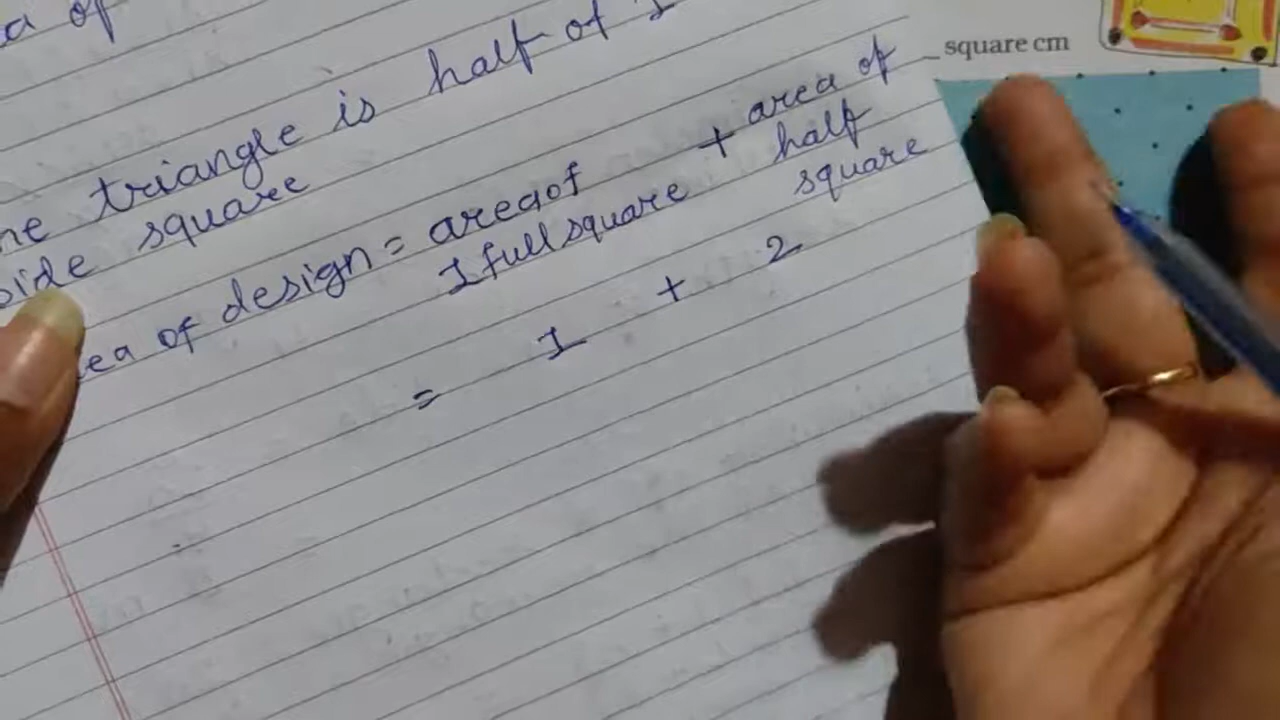 a of
triangle is half of 1
side square
area of design = area of + area of
1 full square half
square
= 1 + 2
square cm